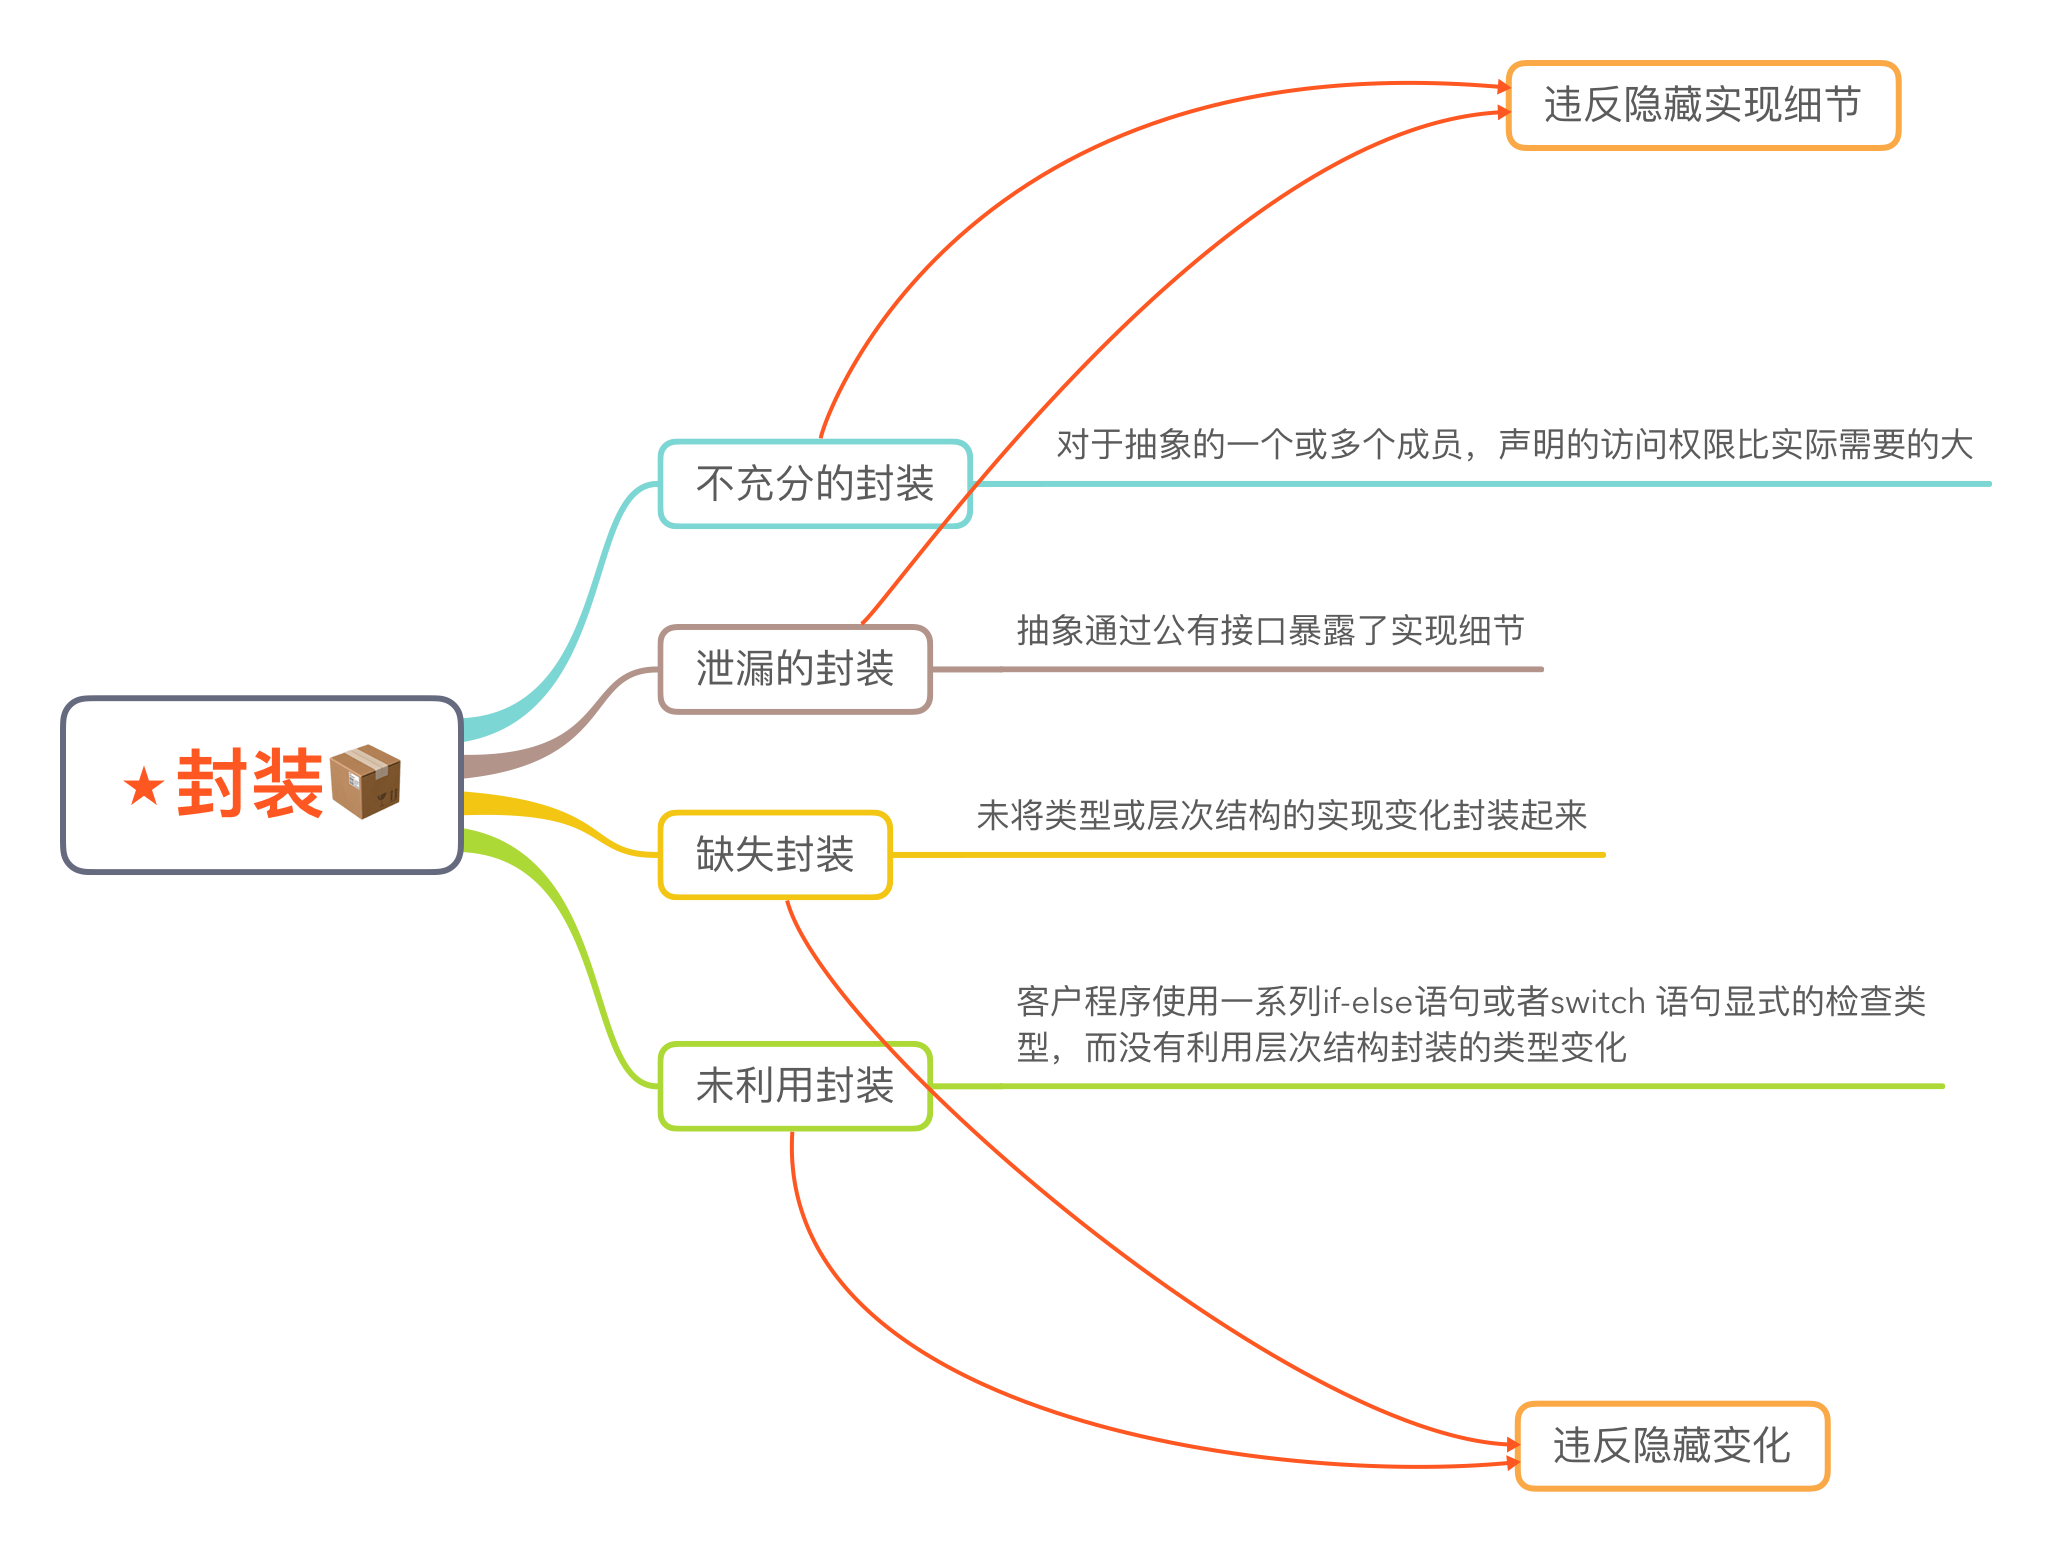 违反隐藏实现细节
不充分的封装
对于抽象的一个或多个成员，声明的访问权限比实际需要的大
泄漏的封装
抽象通过公有接口暴露了实现细节
★封装
缺失封装
未将类型或层次结构的实现变化封装起来
未利用封装
客户程序使用一系列if-else语句或者switch 语句显式的检查类
型，而没有利用层次结构封装的类型变化
违反隐藏变化